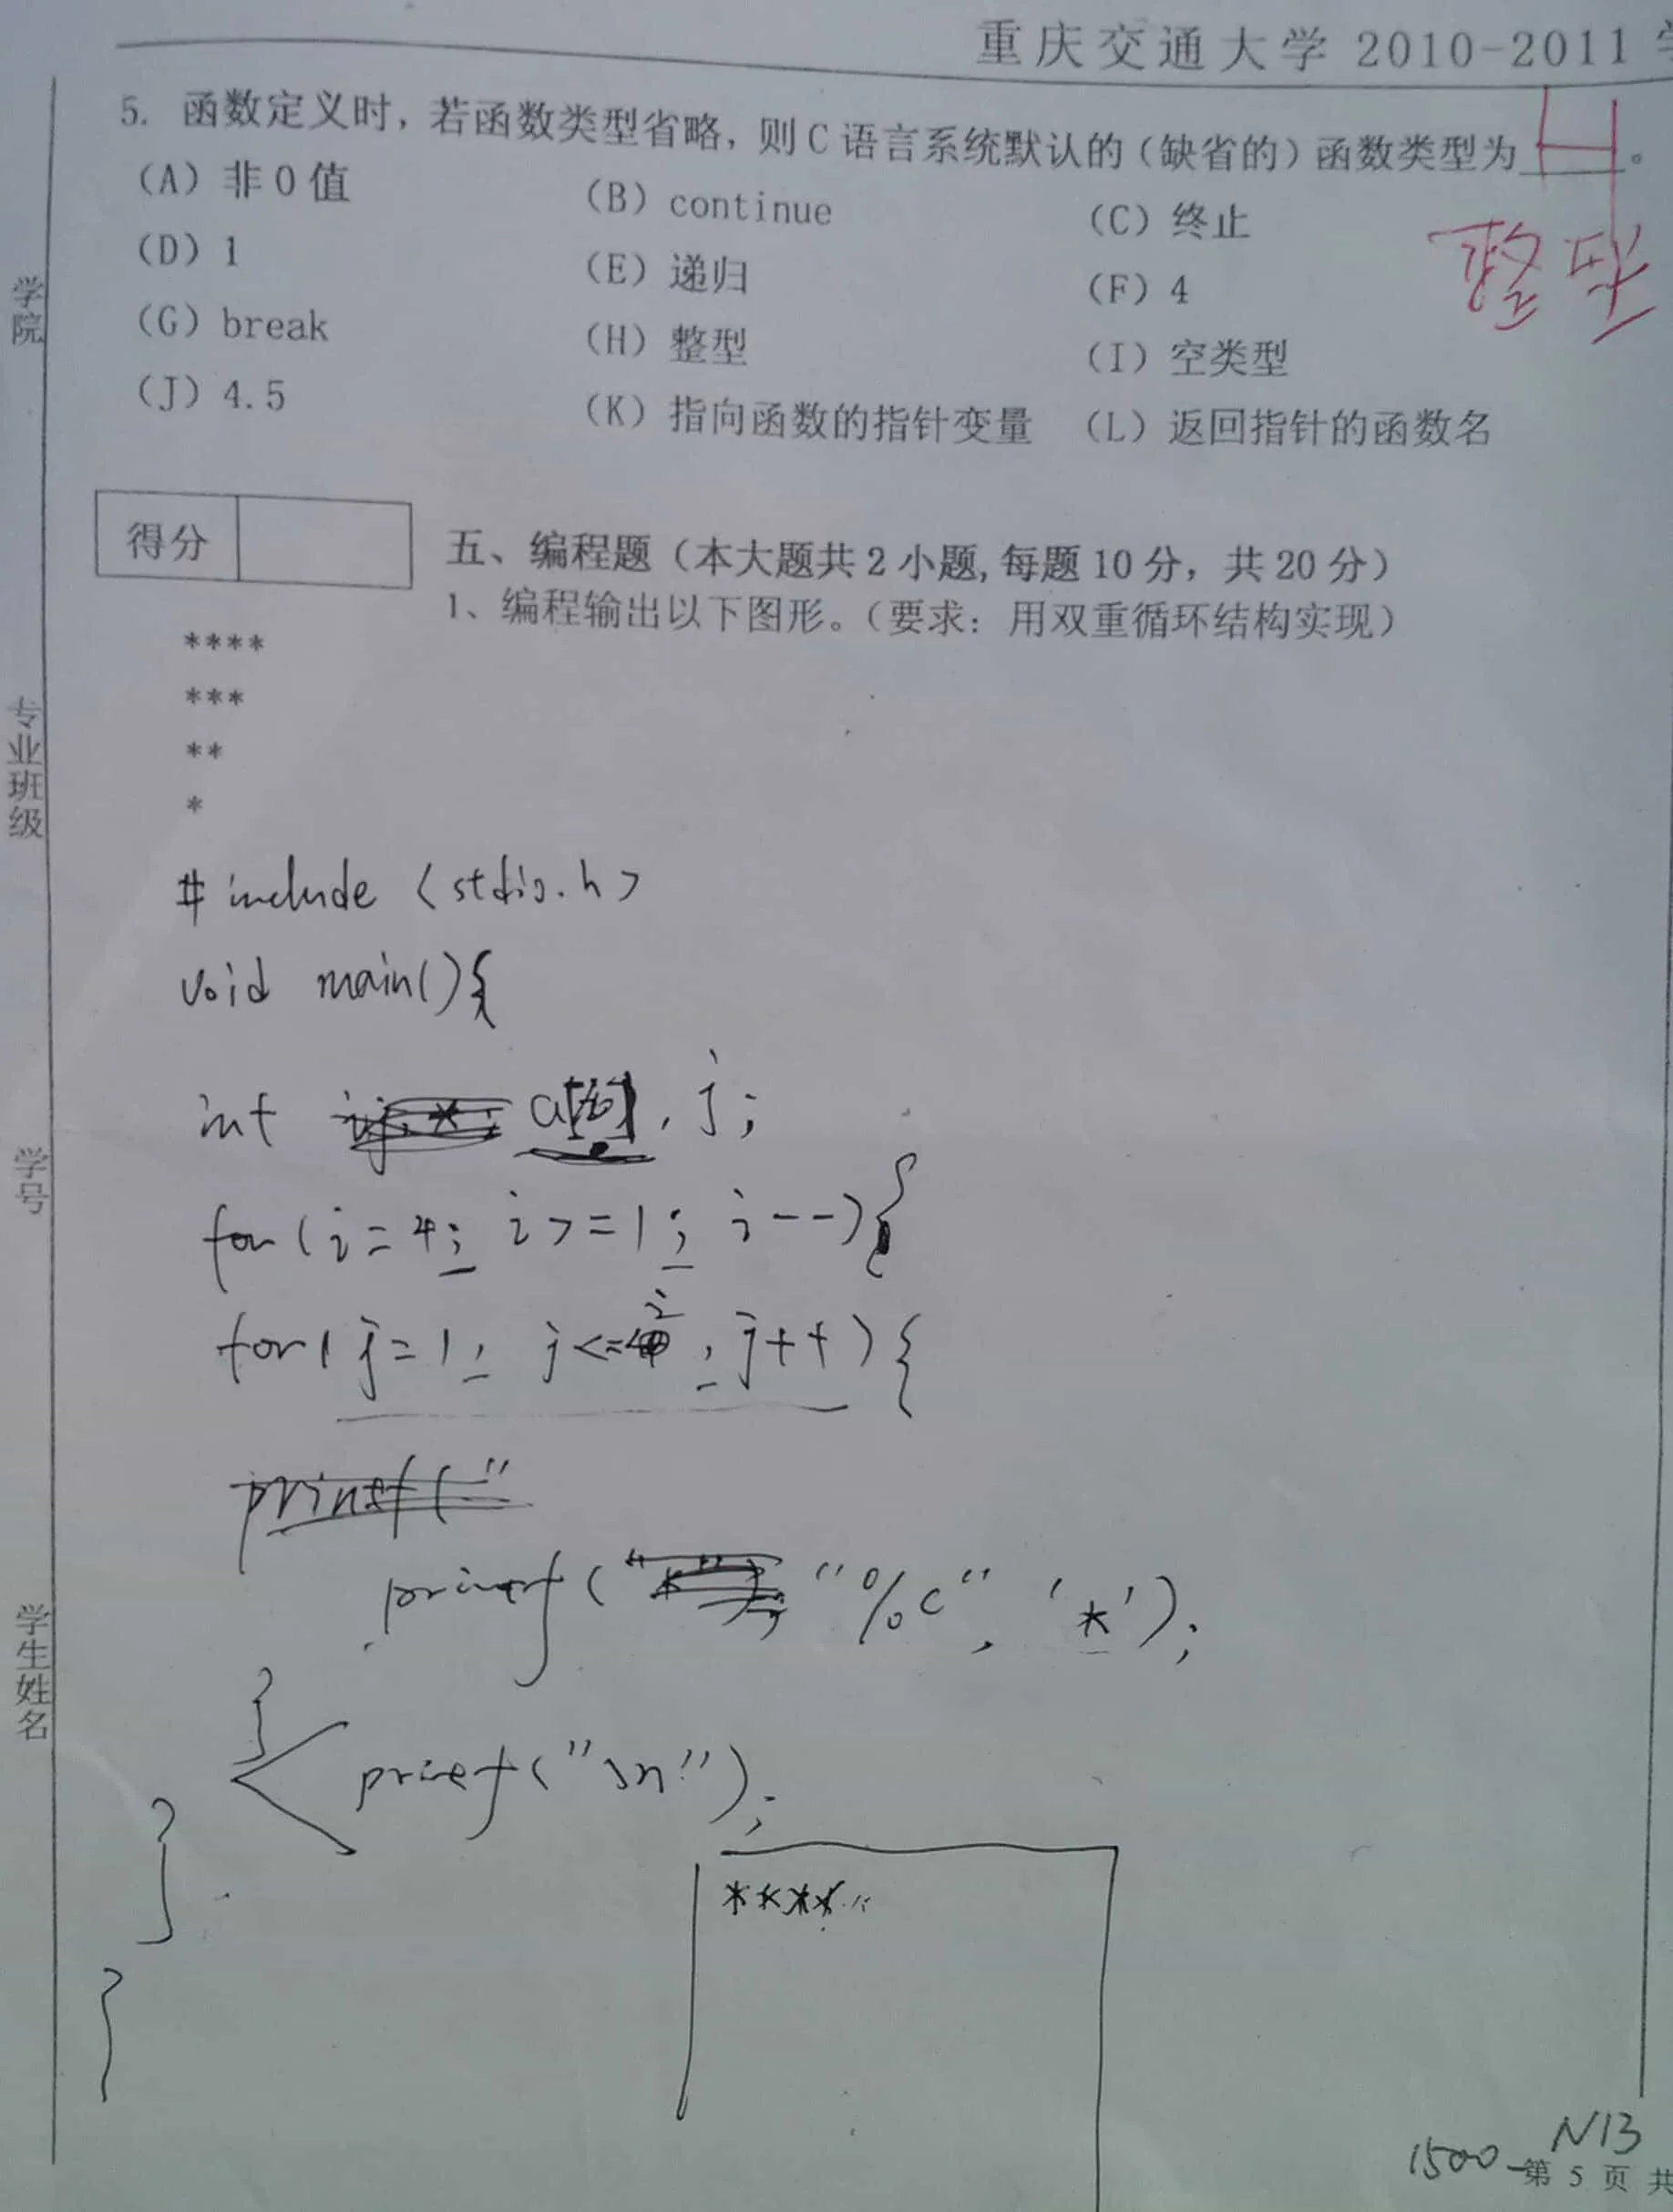 重庆交通大学 2010-2011 学
5. 函数定义时，若函数类型省略，则C语言系统默认的（缺省的）函数类型为 H 。
整型
（A）非0值 （B）continue （C）终止
（D）1 （E）递归 （F）4
（G）break （H）整型 （I）空类型
（J）4.5 （K）指向函数的指针变量 （L）返回指针的函数名
得分
五、编程题（本大题共2小题,每题10分，共20分）
1、编程输出以下图形。（要求：用双重循环结构实现）
****
***
**
*
#include <stdio.h>
void main(){
int , j;
for (i=4; i>=1; i--){
for( j=1, j<=i, j++){
printf("
printf( "%c", '*');
}
printf("\n");
}
}
****
N13
1500
第 5 页 共
学院
专业班级
学号
学生姓名